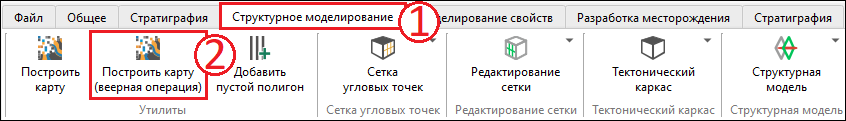 Файл Общее Стратиграфия Структурное моделирование 1 делирование свойств Разработка месторождения Стратиграфия
2
Построить карту Построить карту (веерная операция) Добавить пустой полигон Сетка угловых точек Редактирование сетки Тектонический каркас Структурная модель
Утилиты Сетка угловых точек Редактирование сетки Тектонический каркас Структурная модель